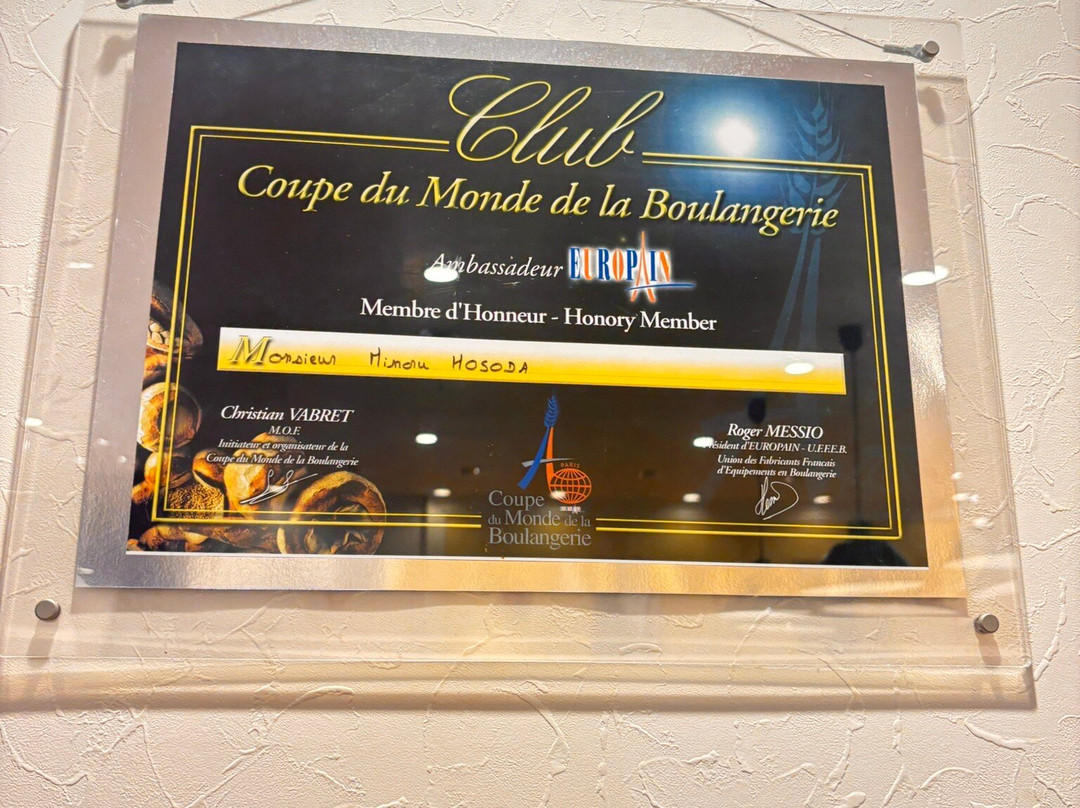 Club
Coupe du Monde de la Boulangerie
Ambassadeur EUROPAIN
Membre d'Honneur - Honory Member
Monsieur Minoru HOSODA
Christian VABRET
M.O.F.
Initiateur et organisateur de la
Coupe du Monde de la Boulangerie
Roger MESSIO
Président d'EUROPAIN - U.F.F.E.B.
Union des Fabricants Francais
d'Equipements en Boulangerie
PARIS
Coupe
du Monde de la
Boulangerie